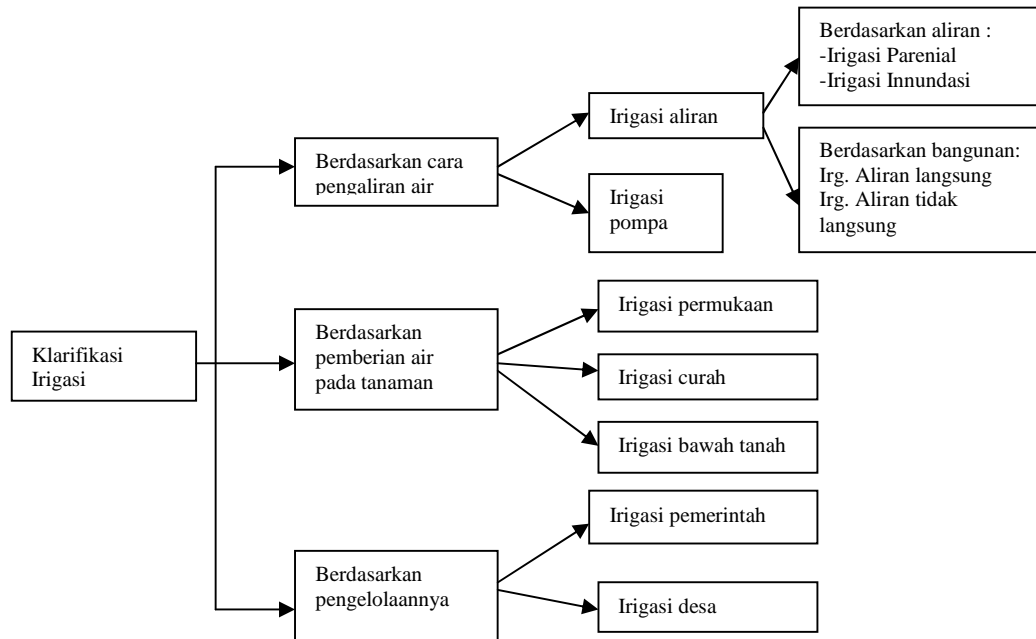 Berdasarkan aliran :
-Irigasi Parenial
-Irigasi Innundasi
Irigasi aliran
Berdasarkan cara
pengaliran air
Berdasarkan bangunan:
Irg. Aliran langsung
Irg. Aliran tidak
langsung
Irigasi
pompa
Irigasi permukaan
Berdasarkan
pemberian air
pada tanaman
Klarifikasi
Irigasi
Irigasi curah
Irigasi bawah tanah
Irigasi pemerintah
Berdasarkan
pengelolaannya
Irigasi desa